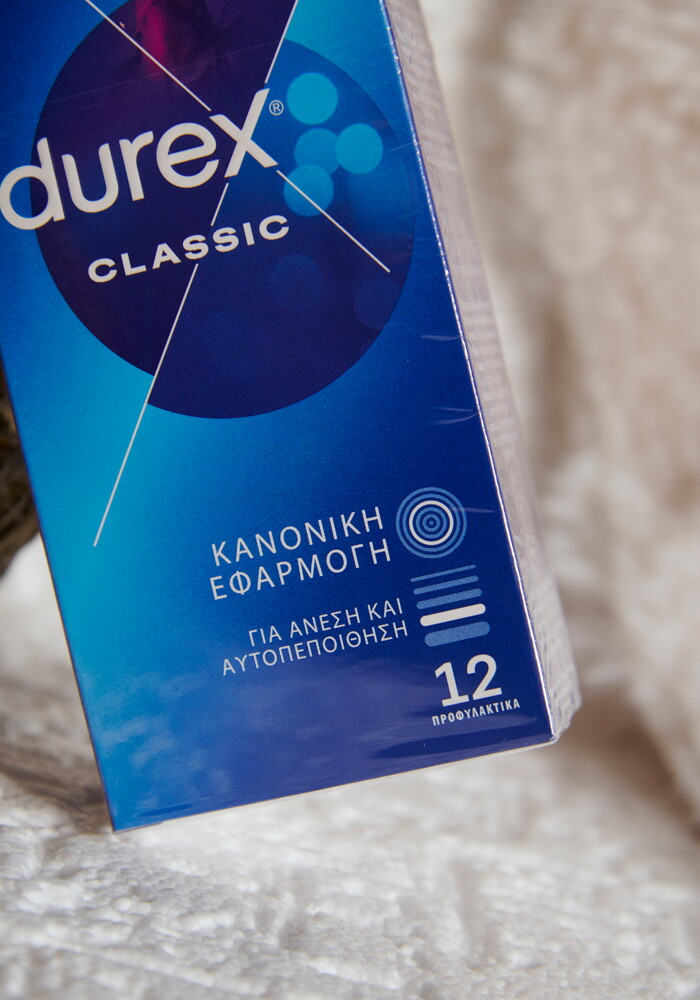 durex®
CLASSIC
ΚΑΝΟΝΙΚΗ
ΕΦΑΡΜΟΓΗ
ΓΙΑ ΑΝΕΣΗ ΚΑΙ
ΑΥΤΟΠΕΠΟΙΘΗΣΗ
12
ΠΡΟΦΥΛΑΚΤΙΚΑ